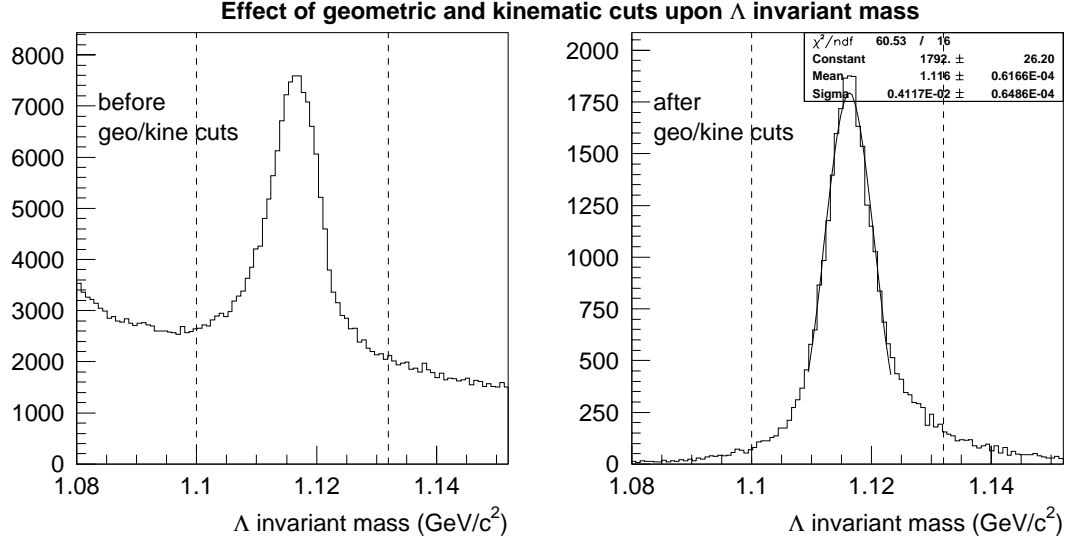 Effect of geometric and kinematic cuts upon Λ invariant mass
8000
7000
6000
5000
4000
3000
2000
1000
0
before
geo/kine cuts
1.08
1.1
1.12
1.14
Λ invariant mass (GeV/c²)
2000
1750
1500
1250
1000
750
500
250
0
after
geo/kine cuts
χ²/ndf 60.53 / 16
Constant 1792. ± 26.20
Mean 1.116 ± 0.6166E-04
Sigma 0.4117E-02 ± 0.6486E-04
1.08
1.1
1.12
1.14
Λ invariant mass (GeV/c²)